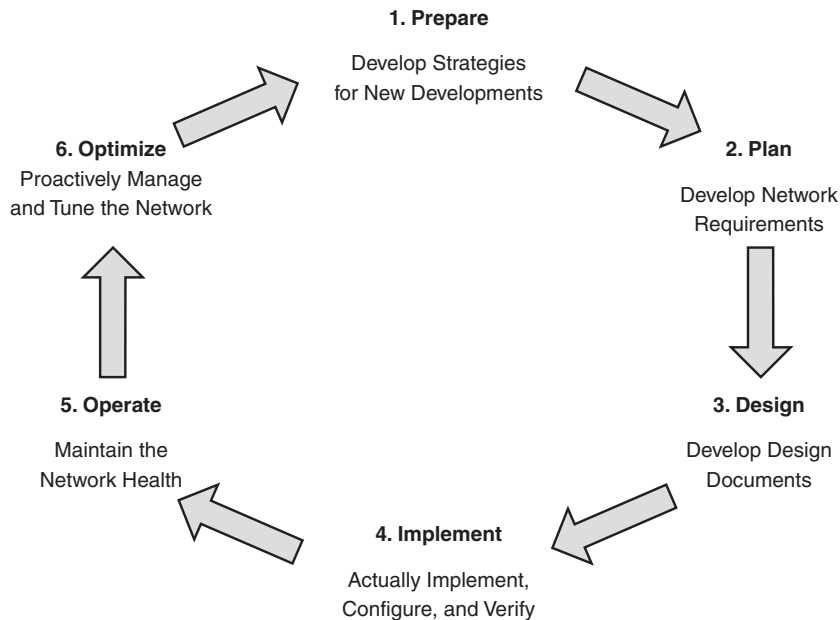 1. Prepare
Develop Strategies
for New Developments
2. Plan
Develop Network
Requirements
3. Design
Develop Design
Documents
4. Implement
Actually Implement,
Configure, and Verify
5. Operate
Maintain the
Network Health
6. Optimize
Proactively Manage
and Tune the Network